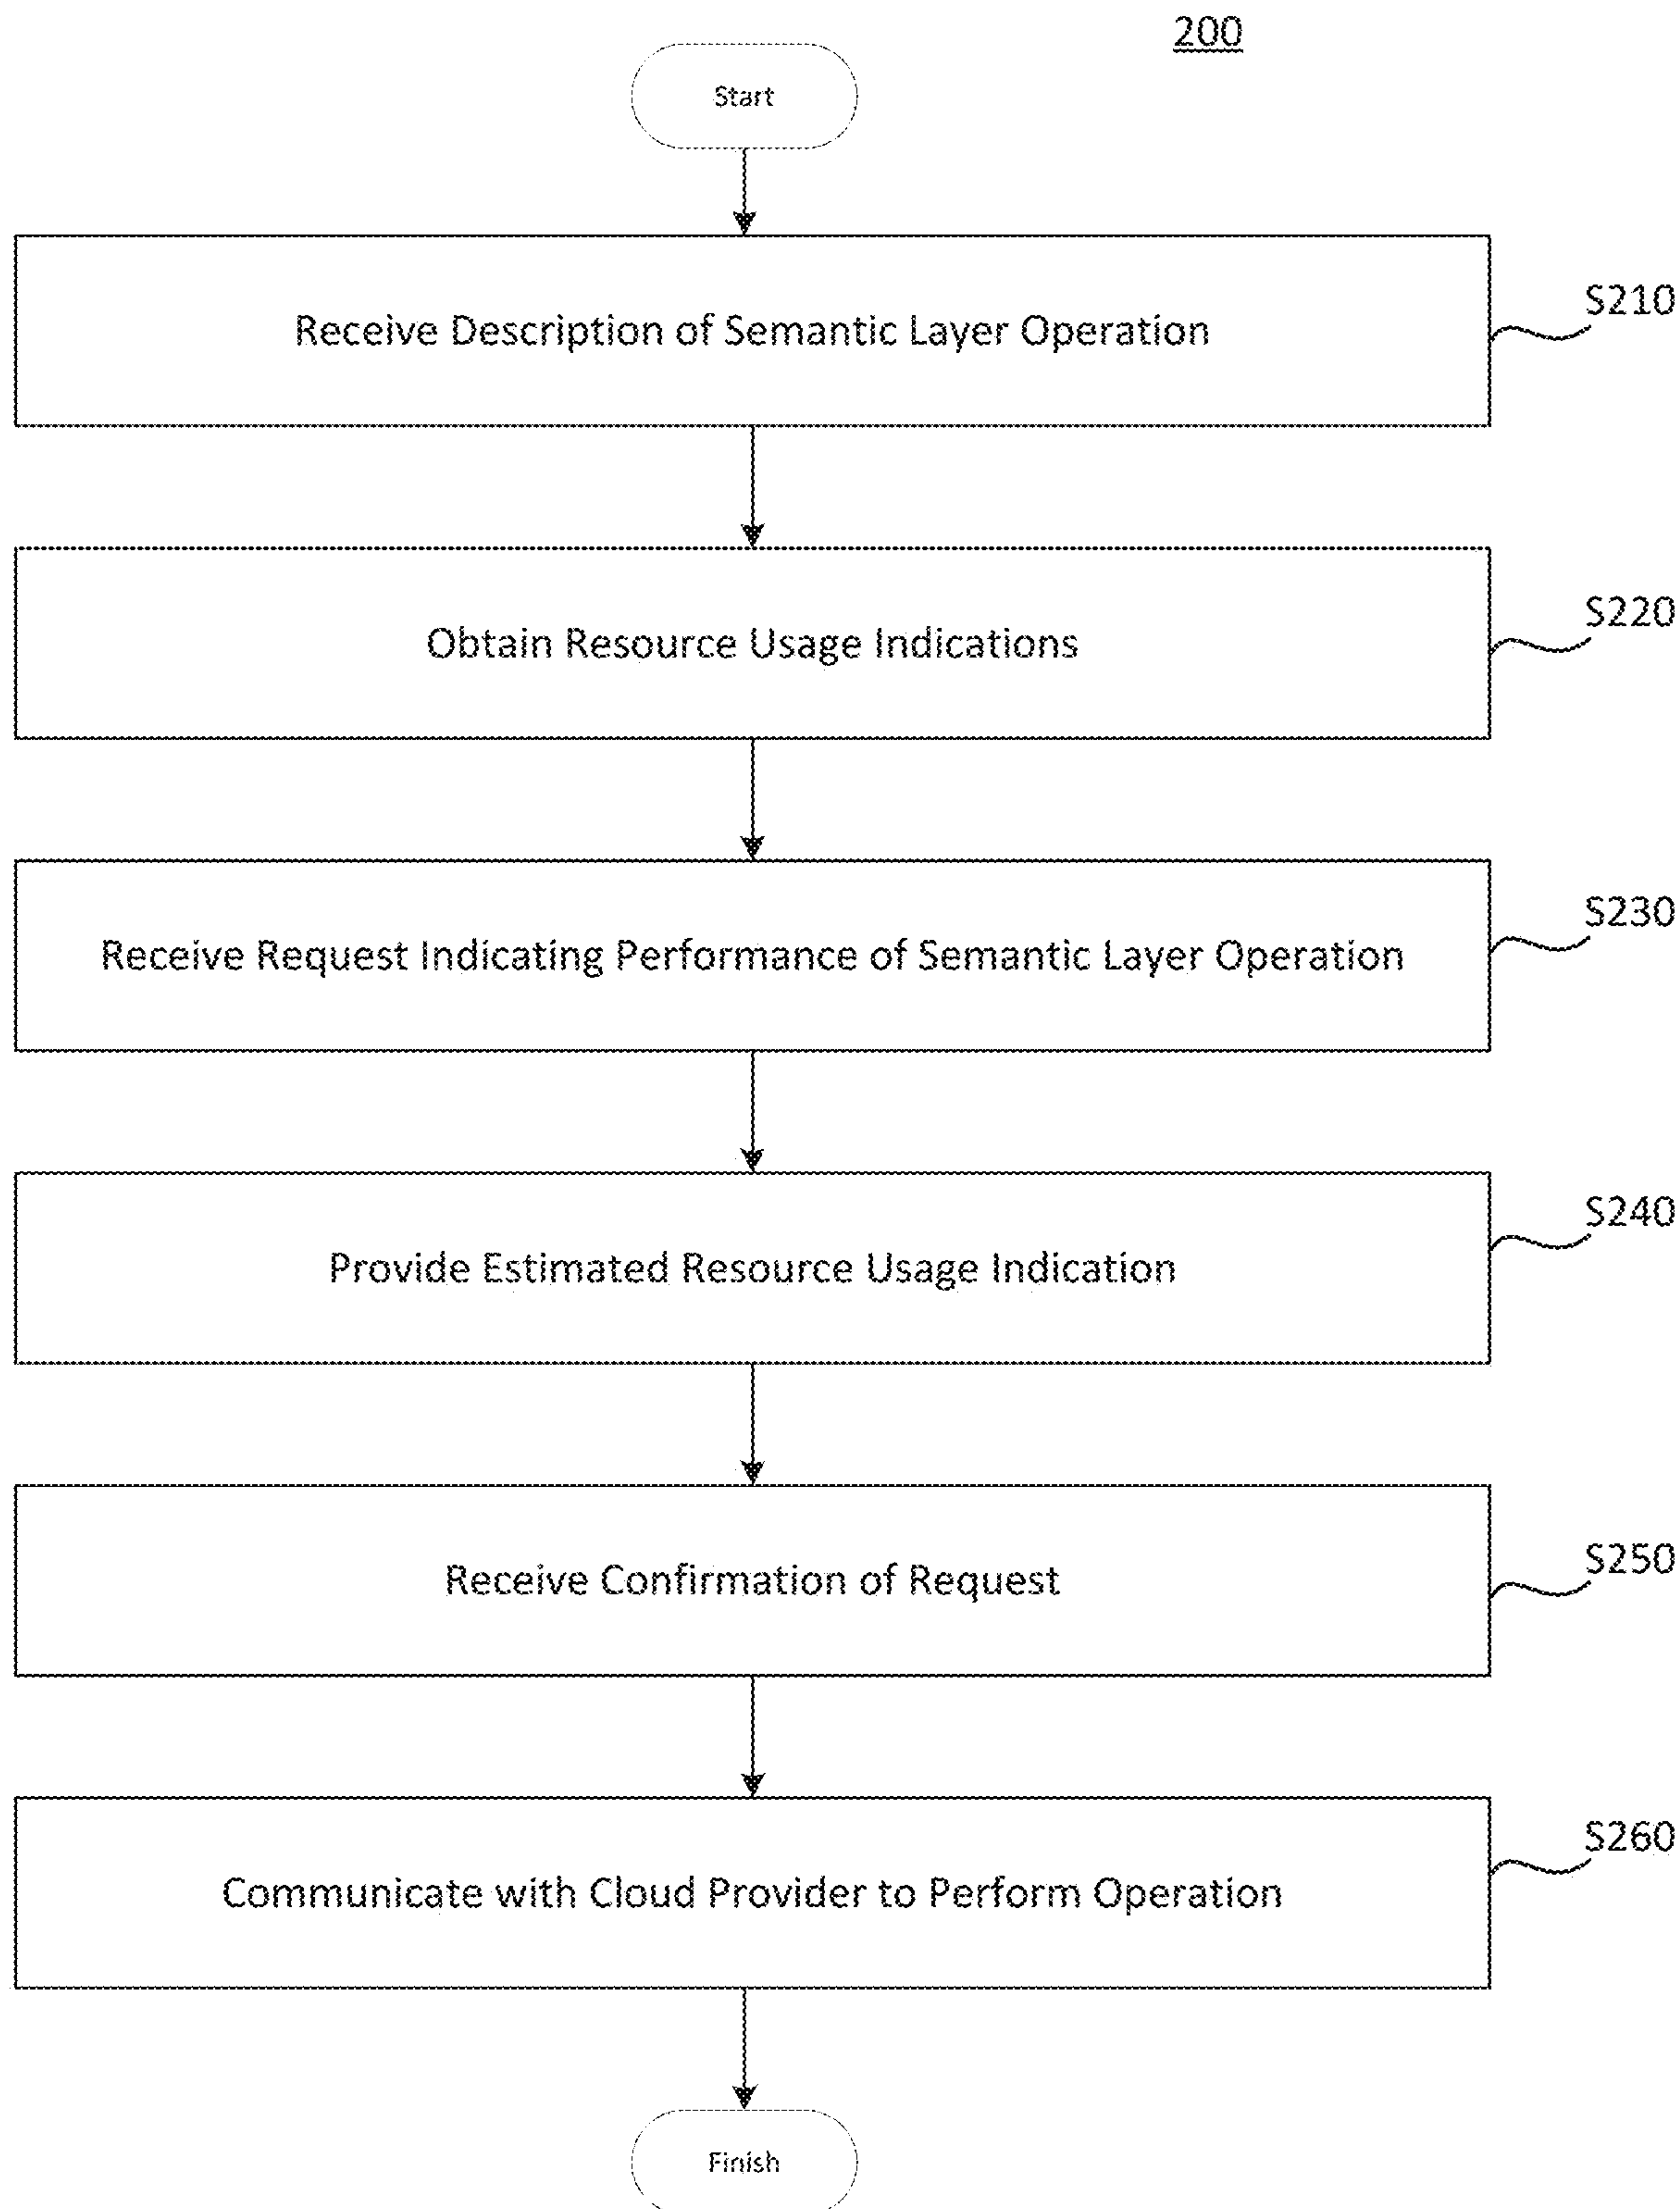 200
Start
Receive Description of Semantic Layer Operation
S210
Obtain Resource Usage Indications
S220
Receive Request Indicating Performance of Semantic Layer Operation
S230
Provide Estimated Resource Usage Indication
S240
Receive Confirmation of Request
S250
Communicate with Cloud Provider to Perform Operation
S260
Finish